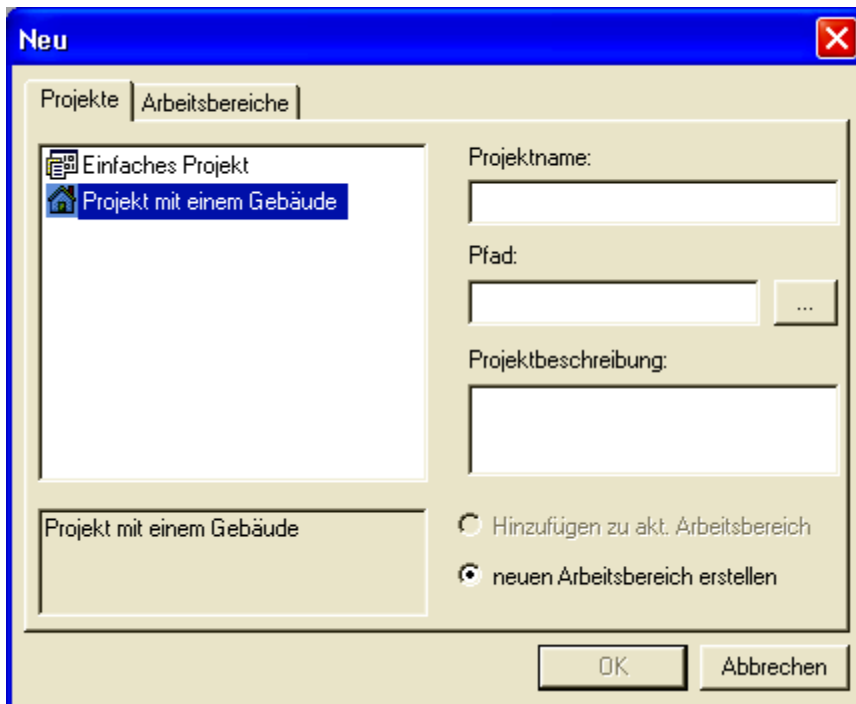 Neu
Projekte
Arbeitsbereiche
Einfaches Projekt
Projekt mit einem Gebäude
Projekt mit einem Gebäude
Projektname:
Pfad:
...
Projektbeschreibung:
Hinzufügen zu akt. Arbeitsbereich
neuen Arbeitsbereich erstellen
OK
Abbrechen